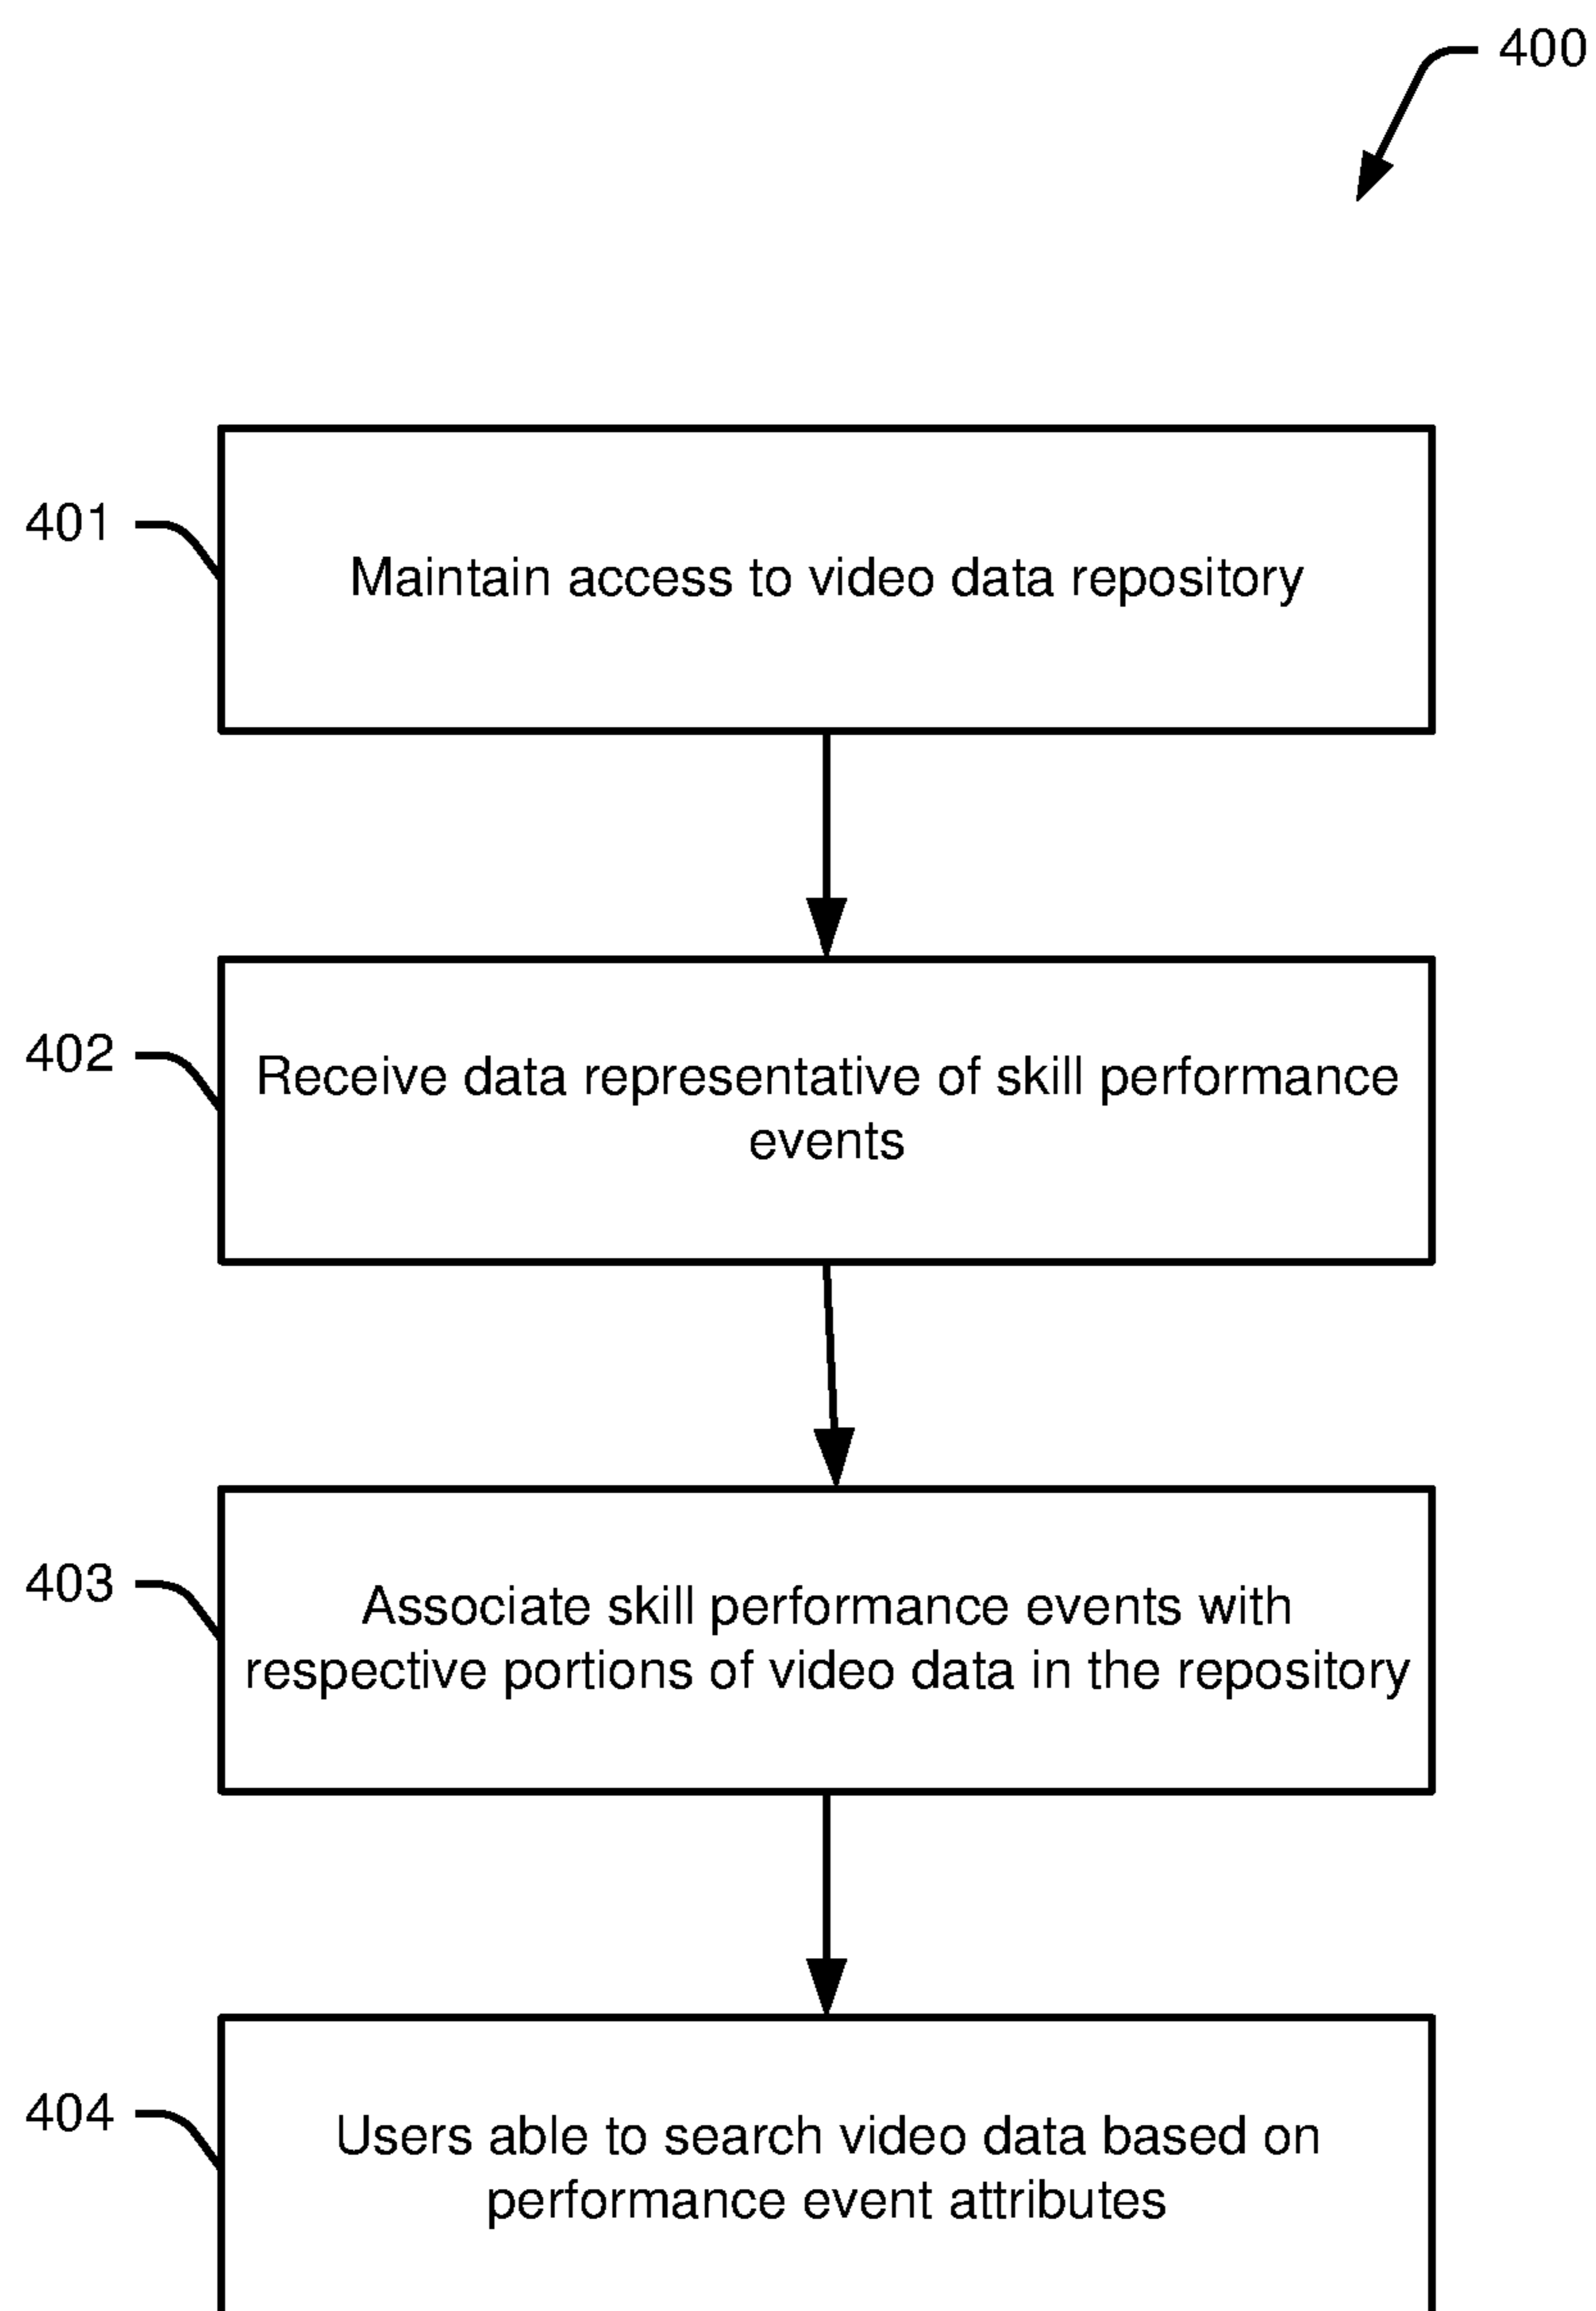 400
401
Maintain access to video data repository
402
Receive data representative of skill performance
events
403
Associate skill performance events with
respective portions of video data in the repository
404
Users able to search video data based on
performance event attributes